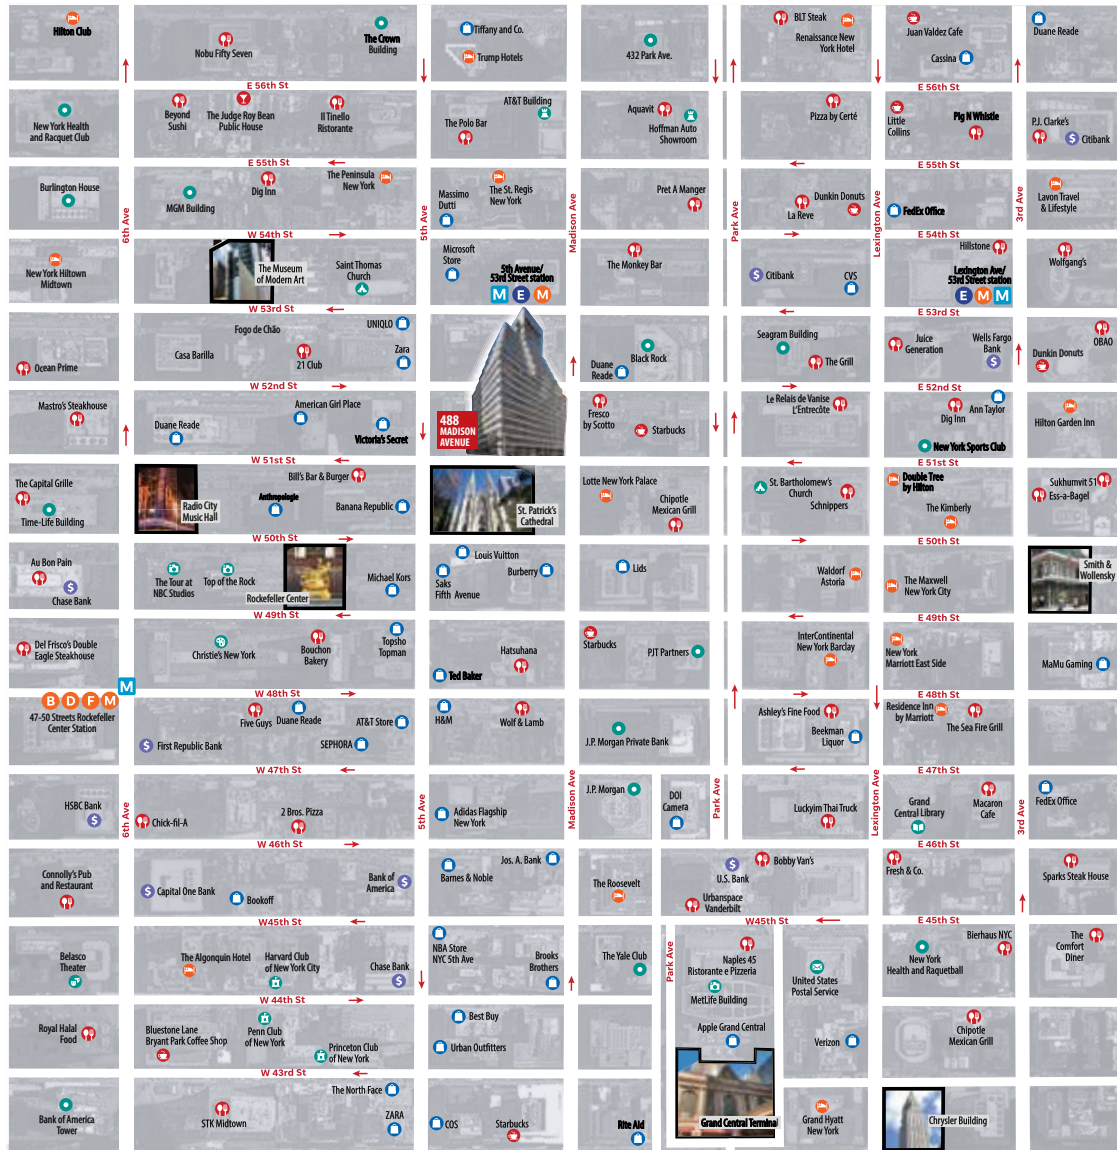 Hilton Club
Nobu Fifty Seven
The Crown
Building
Tiffany and Co.
Trump Hotels
432 Park Ave.
BLT Steak
Renaissance New
York Hotel
Juan Valdez Cafe
Cassina
Duane Reade
E 56th St
E 56th St
New York Health
and Racquet Club
Beyond
Sushi
The Judge Roy Bean
Public House
Il Tinello
Ristorante
The Polo Bar
AT&T Building
Aquavit
Hoffman Auto
Showroom
Pizza by Certé
Little
Collins
Pig N Whistle
P.J. Clarke's
$ Citibank
E 55th St
E 55th St
Burlington House
MGM Building
Dig Inn
The Peninsula
New York
Massimo
Dutti
The St. Regis
New York
Pret A Manger
La Reve
Dunkin Donuts
FedEx Office
Lavon Travel
& Lifestyle
6th Ave
5th Ave
Madison Ave
Park Ave
Lexington Ave
3rd Ave
W 54th St
E 54th St
New York Hiltown
Midtown
The Museum
of Modern Art
Saint Thomas
Church
Microsoft
Store
5th Avenue/
53rd Street station
M E M
The Monkey Bar
$ Citibank
CVS
Hillstone
Lexington Ave/
53rd Street station
E M M
Wolfgang's
W 53rd St
E 53rd St
Ocean Prime
Casa Barilla
Fogo de Chão
21 Club
UNIQLO
Zara
Duane
Reade
Black Rock
Seagram Building
The Grill
Juice
Generation
Wells Fargo
Bank
$
Dunkin Donuts
OBAO
W 52nd St
E 52nd St
Mastro's Steakhouse
Duane Reade
American Girl Place
Victoria's Secret
488
MADISON
AVENUE
Fresco
by Scotto
Starbucks
Le Relais de Vanise
L'Entrecôte
Dig Inn
Ann Taylor
New York Sports Club
Hilton Garden Inn
W 51st St
E 51st St
The Capital Grille
Time-Life Building
Radio City
Music Hall
Bill's Bar & Burger
Anthropologie
Banana Republic
St. Patrick's
Cathedral
Lotte New York Palace
Chipotle
Mexican Grill
St. Bartholomew's
Church
Schnippers
Double Tree
by Hilton
The Kimberly
Sukhumvit 51
Ess-a-Bagel
W 50th St
E 50th St
Au Bon Pain
$
Chase Bank
The Tour at
NBC Studios
Top of the Rock
Rockefeller Center
Michael Kors
Louis Vuitton
Saks
Fifth Avenue
Burberry
Lids
Waldorf
Astoria
The Maxwell
New York City
Smith &
Wollensky
W 49th St
E 49th St
Del Frisco's Double
Eagle Steakhouse
Christie's New York
Bouchon
Bakery
Topsho
Topman
Ted Baker
Hatsuhana
Starbucks
PJT Partners
InterContinental
New York Barclay
New York
Marriott East Side
MaMu Gaming
W 48th St
E 48th St
B D F M M
47-50 Streets Rockefeller
Center Station
$ First Republic Bank
Five Guys
Duane Reade
SEPHORA
AT&T Store
H&M
Wolf & Lamb
J.P. Morgan Private Bank
Ashley's Fine Food
Beekman
Liquor
Residence Inn
by Marriott
The Sea Fire Grill
W 47th St
E 47th St
6th Ave
5th Ave
Madison Ave
Park Ave
Lexington Ave
3rd Ave
HSBC Bank
$
Chick-fil-A
2 Bros. Pizza
Adidas Flagship
New York
J.P. Morgan
DOI
Camera
Luckyim Thai Truck
Grand
Central Library
Macaron
Cafe
FedEx Office
W 46th St
E 46th St
Connolly's Pub
and Restaurant
$ Capital One Bank
Bookoff
Bank of
America $
Barnes & Noble
Jos. A. Bank
The Roosevelt
$
U.S. Bank
Bobby Van's
Urbanspace
Vanderbilt
Fresh & Co.
Sparks Steak House
W45th St
W45th St
E 45th St
Belasco
Theater
The Algonquin Hotel
Harvard Club
of New York City
Chase Bank
$
NBA Store
NYC 5th Ave
Brooks
Brothers
The Yale Club
Park Ave
Naples 45
Ristorante e Pizzeria
MetLife Building
Apple Grand Central
United States
Postal Service
New York
Health and Raquetball
Bierhaus NYC
The
Comfort
Diner
W 44th St
Royal Halal
Food
Bluestone Lane
Bryant Park Coffee Shop
Penn Club
of New York
Princeton Club
of New York
Best Buy
Urban Outfitters
Verizon
Chipotle
Mexican Grill
W 43rd St
Bank of America
Tower
STK Midtown
The North Face
ZARA
COS
Starbucks
Rite Aid
Grand Central Terminal
Grand Hyatt
New York
Chrysler Building